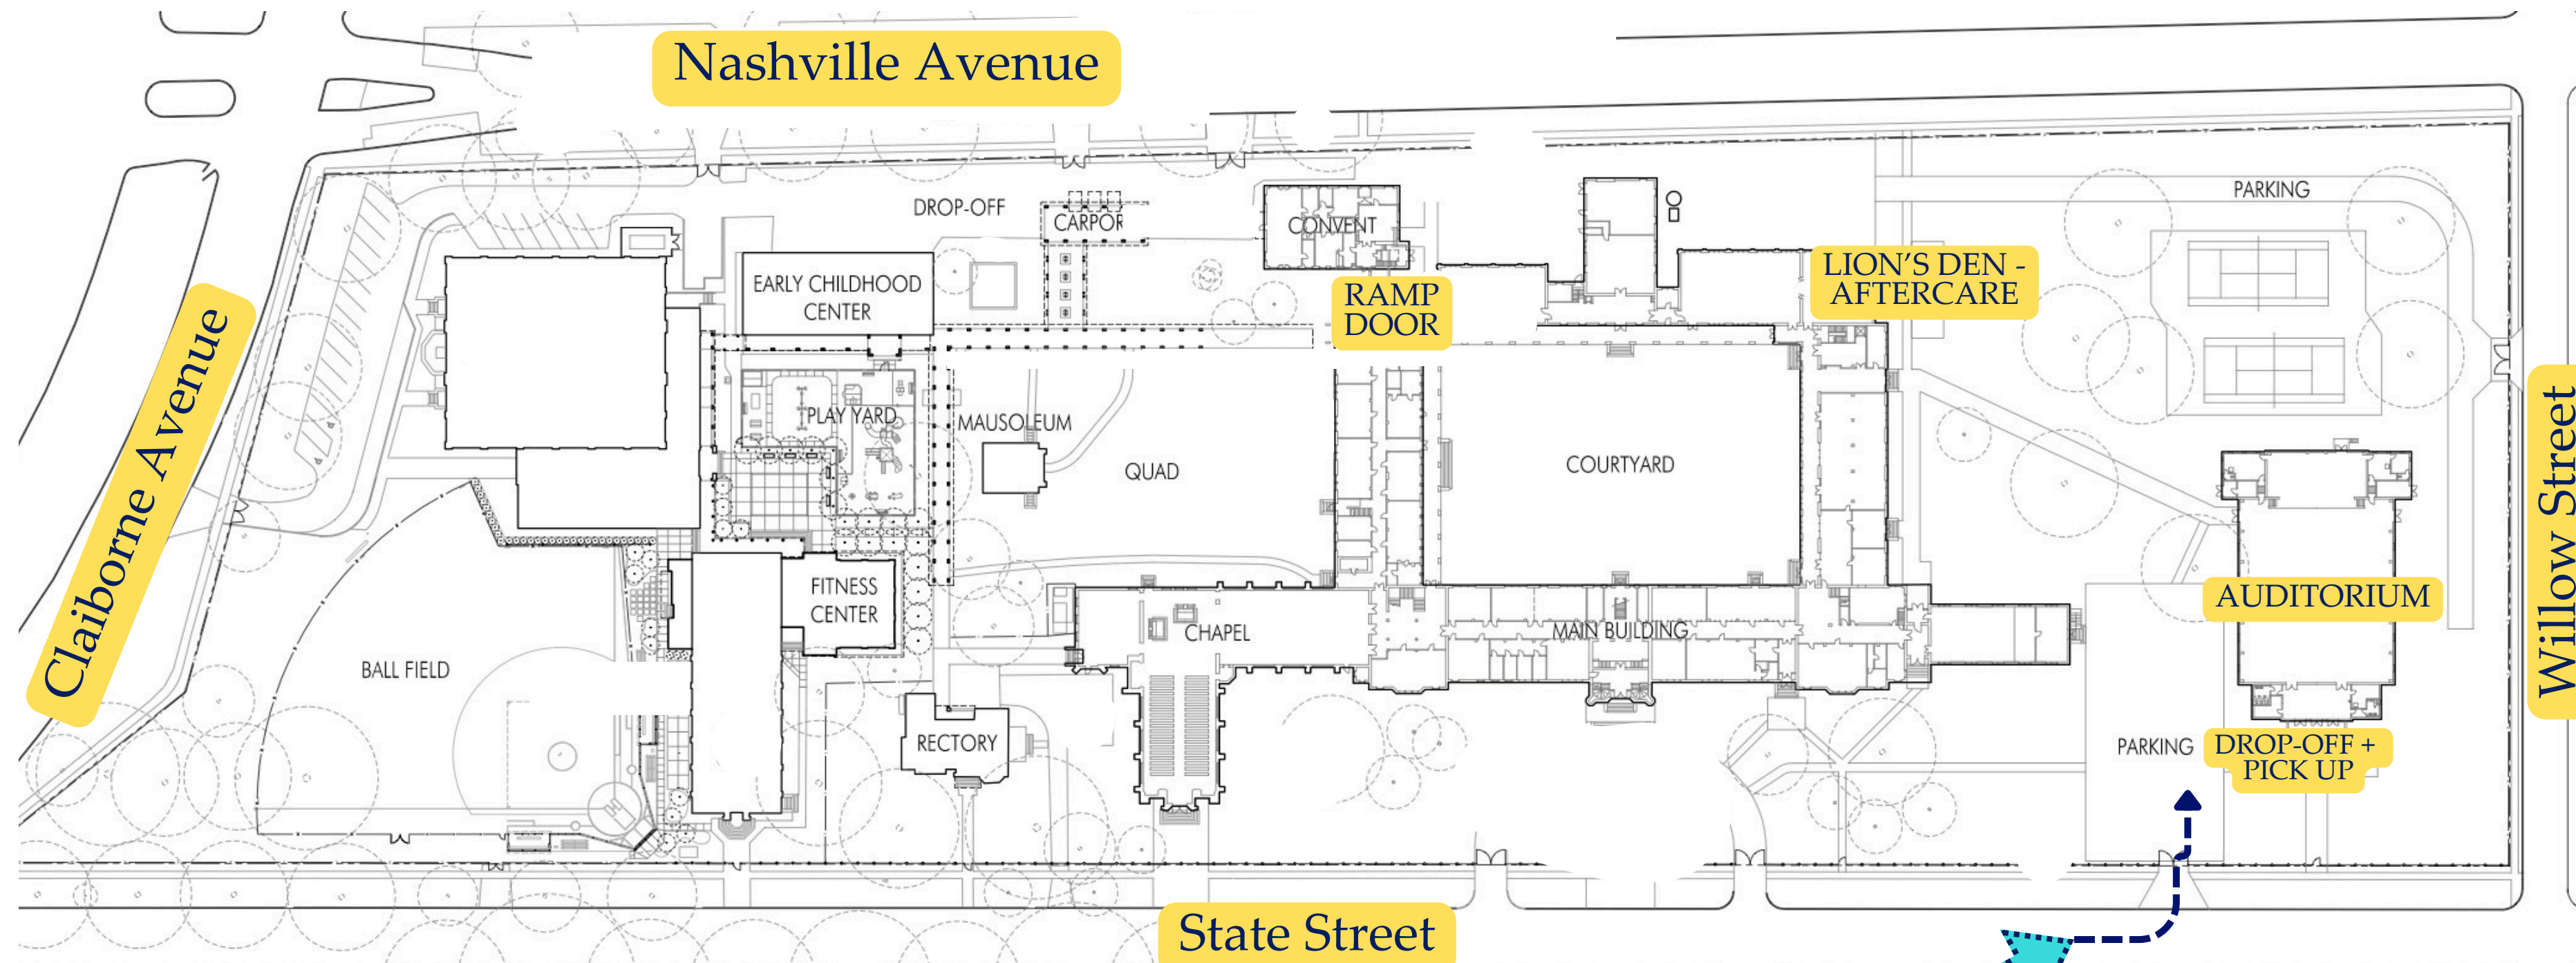 Nashville Avenue
PARKING
DROP-OFF
CARPOR
CONVENT
LION'S DEN -
AFTERCARE
EARLY CHILDHOOD
CENTER
RAMP
DOOR
Claiborne Avenue
PLAY YARD
MAUSOLEUM
QUAD
COURTYARD
Willow Street
FITNESS
CENTER
AUDITORIUM
CHAPEL
MAIN BUILDING
BALL FIELD
RECTORY
PARKING
DROP-OFF +
PICK UP
State Street